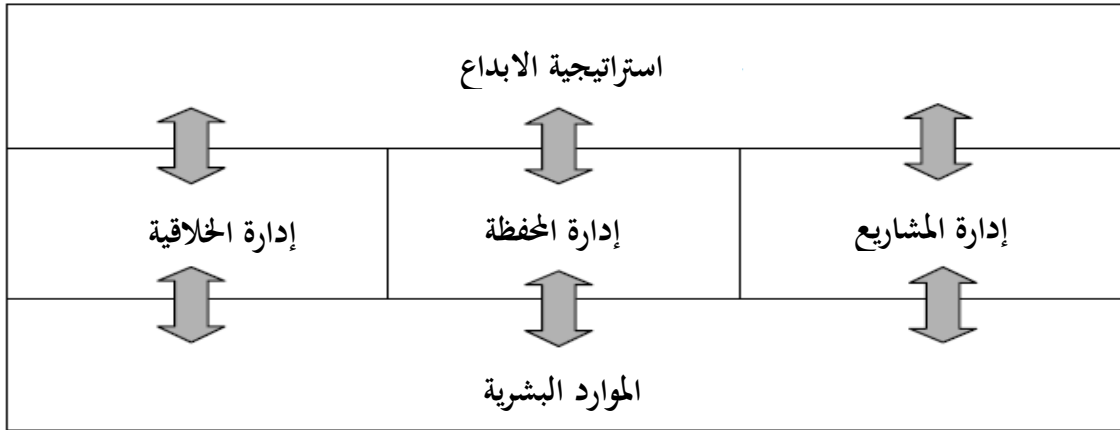 استراتيجية الابداع
إدارة المشاريع
إدارة المحفظة
إدارة الخلاقية
الموارد البشرية